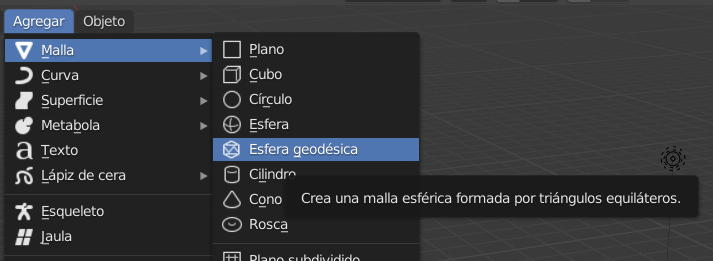 Agregar Objeto
Malla
Curva
Superficie
Metabola
Texto
Lápiz de cera
Esqueleto
Jaula
Plano
Cubo
Círculo
Esfera
Esfera geodésica
Cilindro
Cono
Rosca
Plano subdividido
Crea una malla esférica formada por triángulos equiláteros.